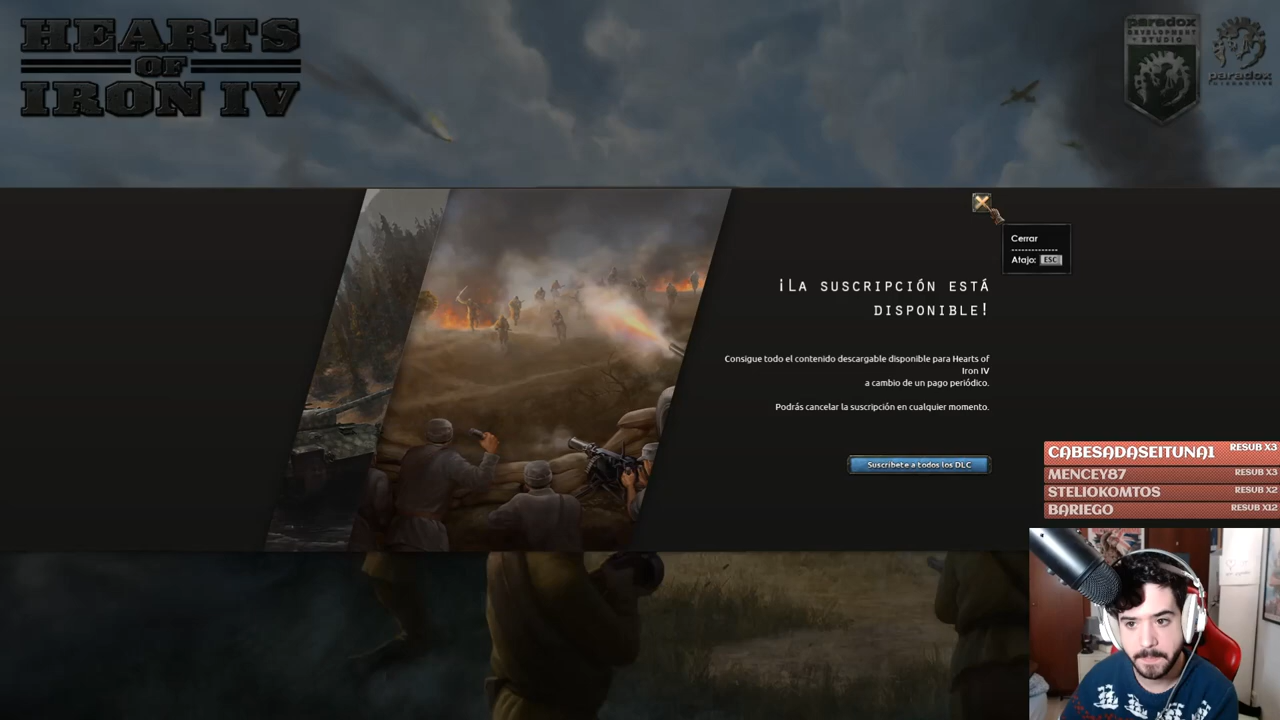 HEARTS
OF
IRON IV
paradox
DEVELOPMENT
STUDIO
paradox
INTERACTIVE
Cerrar
-------------
Atajo: ESC
¡LA SUSCRIPCIÓN ESTÁ
DISPONIBLE!
Consigue todo el contenido descargable disponible para Hearts of
Iron IV
a cambio de un pago periódico.
Podrás cancelar la suscripción en cualquier momento.
Suscríbete a todos los DLC
CABESADASEITUNA1 RESUB X3
MENCEY87 RESUB X3
STELIOKOMTOS RESUB X2
BARIEGO RESUB X12